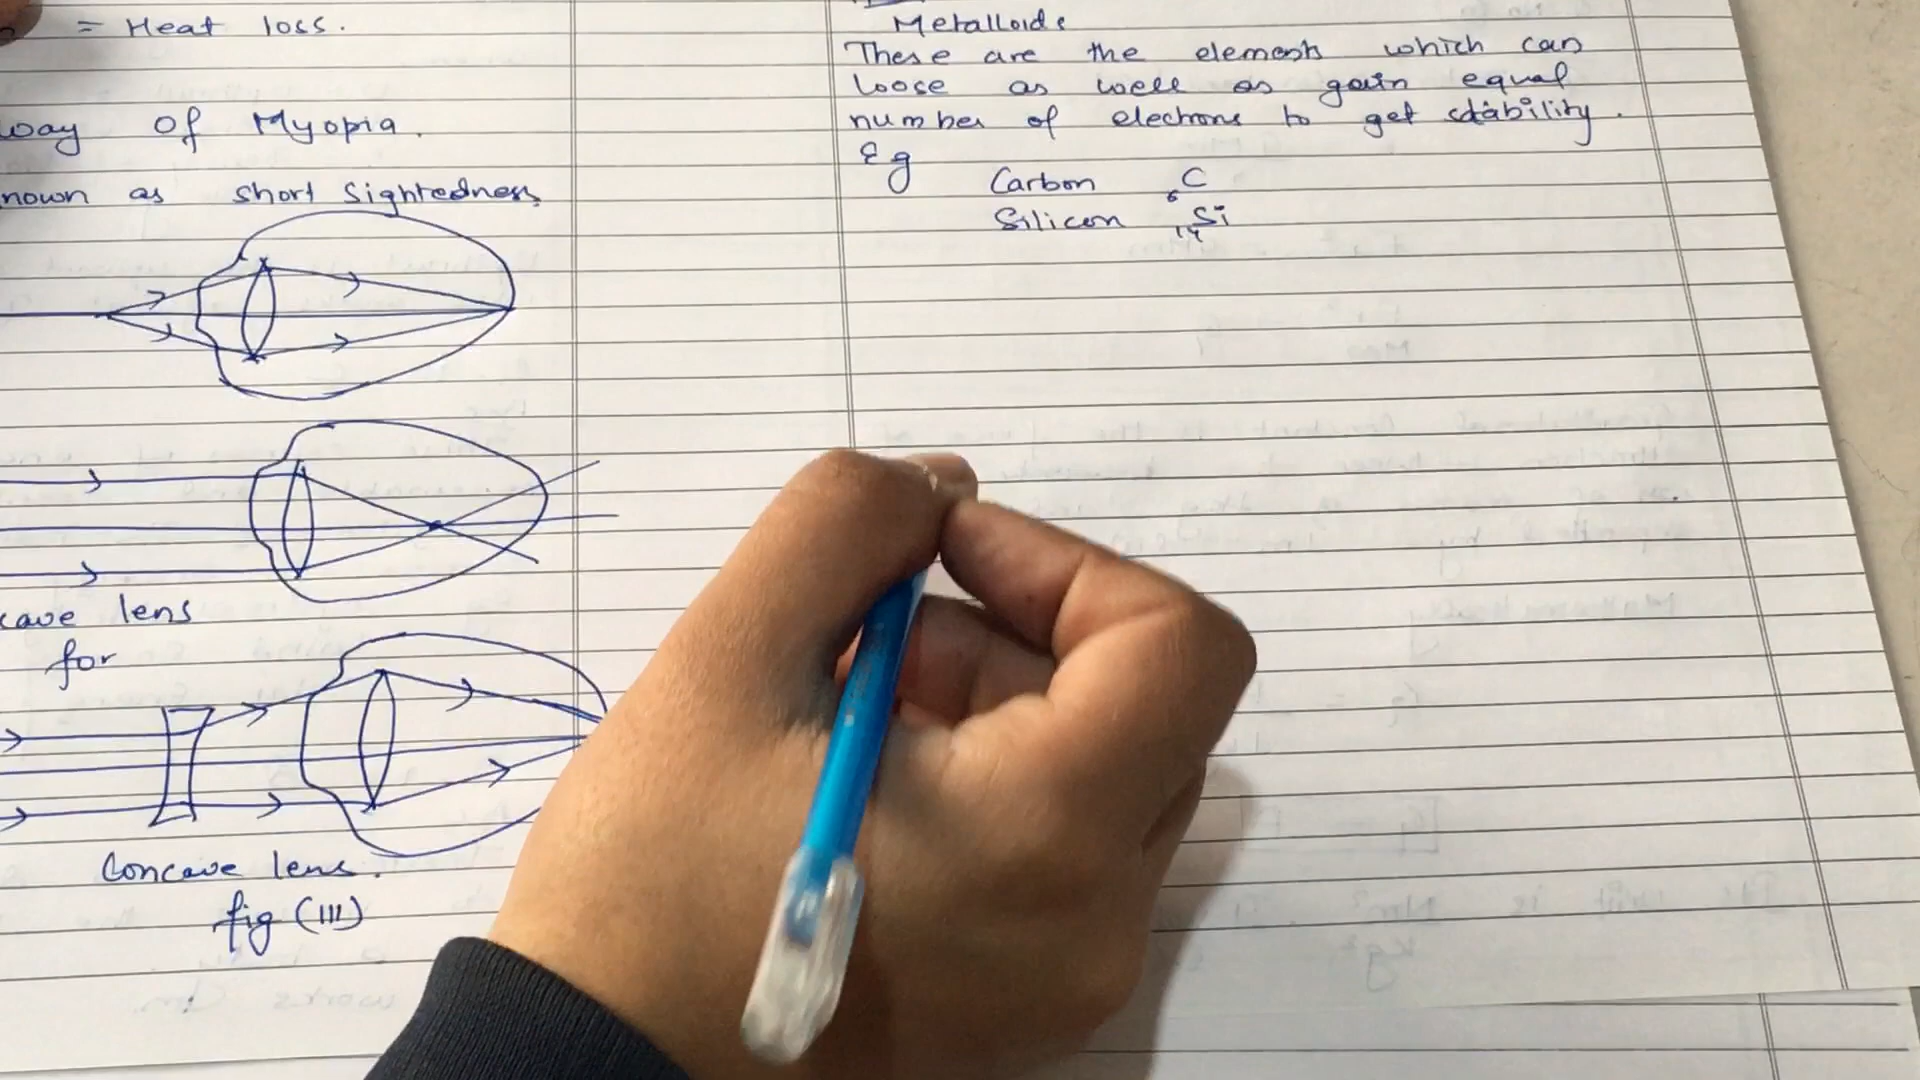 = Heat loss.
way of Myopia.
nown as Short Sightedness
cave lens
for
Concave lens.
fig (III)
Metalloids
These are the elements which can
loose as well as gain equal
number of electrons to get stability.
Eg
Carbon 6C
Silicon 14Si